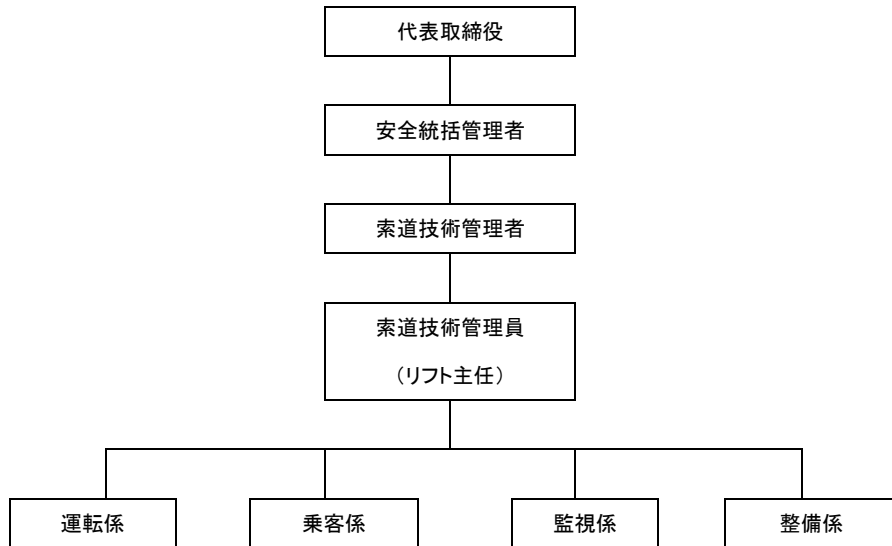 代表取締役
安全統括管理者
索道技術管理者
索道技術管理員
（リフト主任）
運転係
乗客係
監視係
整備係